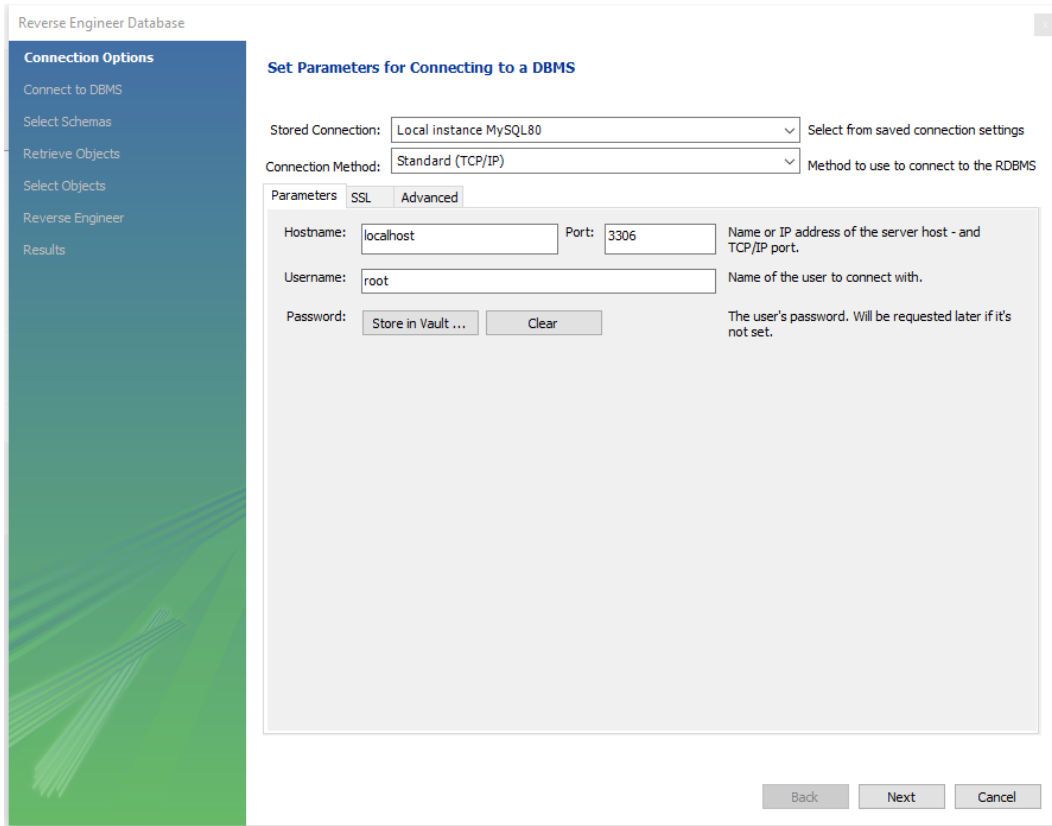 Reverse Engineer Database
x
Connection Options
Connect to DBMS
Select Schemas
Retrieve Objects
Select Objects
Reverse Engineer
Results
Set Parameters for Connecting to a DBMS
Stored Connection: Local instance MySQL80 Select from saved connection settings
Connection Method: Standard (TCP/IP) Method to use to connect to the RDBMS
Parameters SSL Advanced
Hostname: localhost Port: 3306 Name or IP address of the server host - and
TCP/IP port.
Username: root Name of the user to connect with.
Password: Store in Vault ... Clear The user's password. Will be requested later if it's
not set.
Back Next Cancel